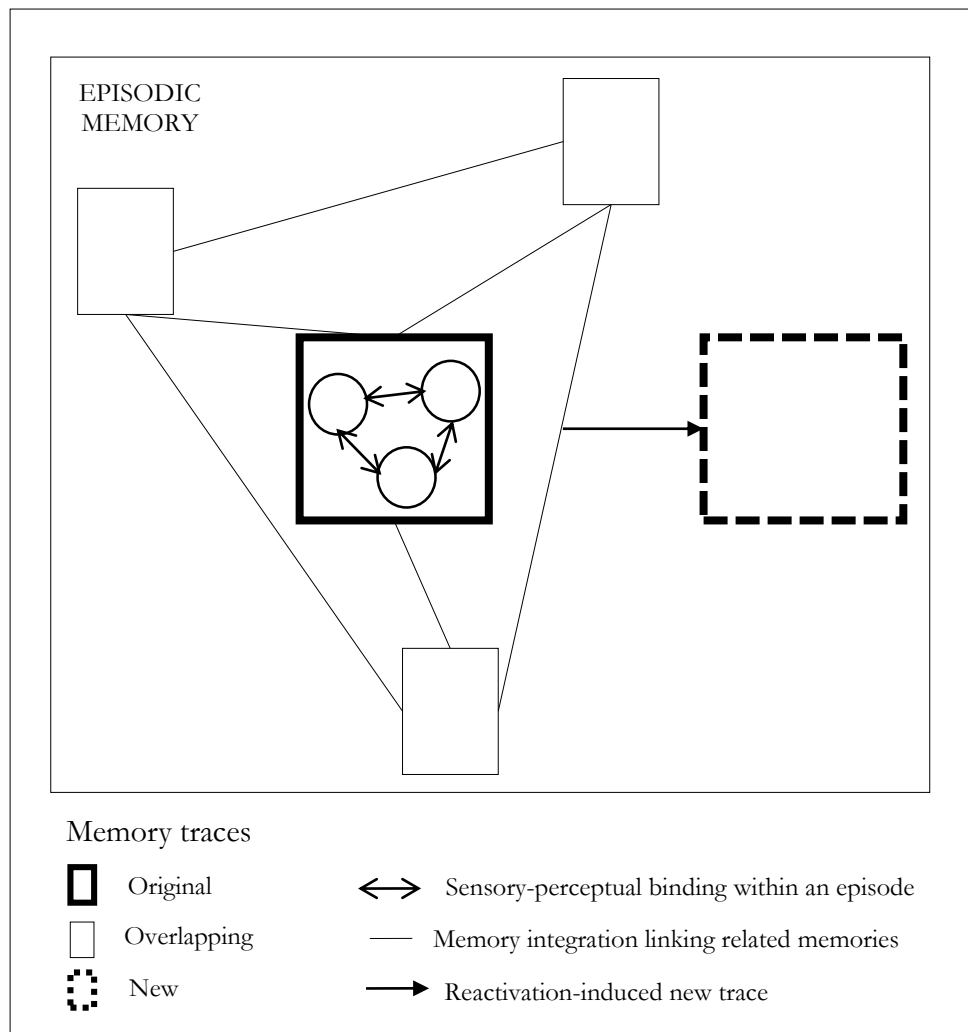 EPISODIC
MEMORY
Memory traces
Original
Overlapping
New
Sensory-perceptual binding within an episode
Memory integration linking related memories
Reactivation-induced new trace